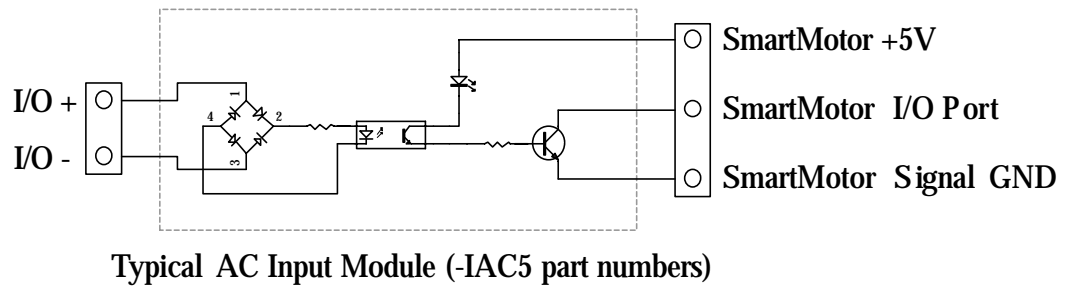 SmartMotor +5V
I/O +
1
4
2
SmartMotor I/O Port
I/O -
3
SmartMotor Signal GND
Typical AC Input Module (-IAC5 part numbers)